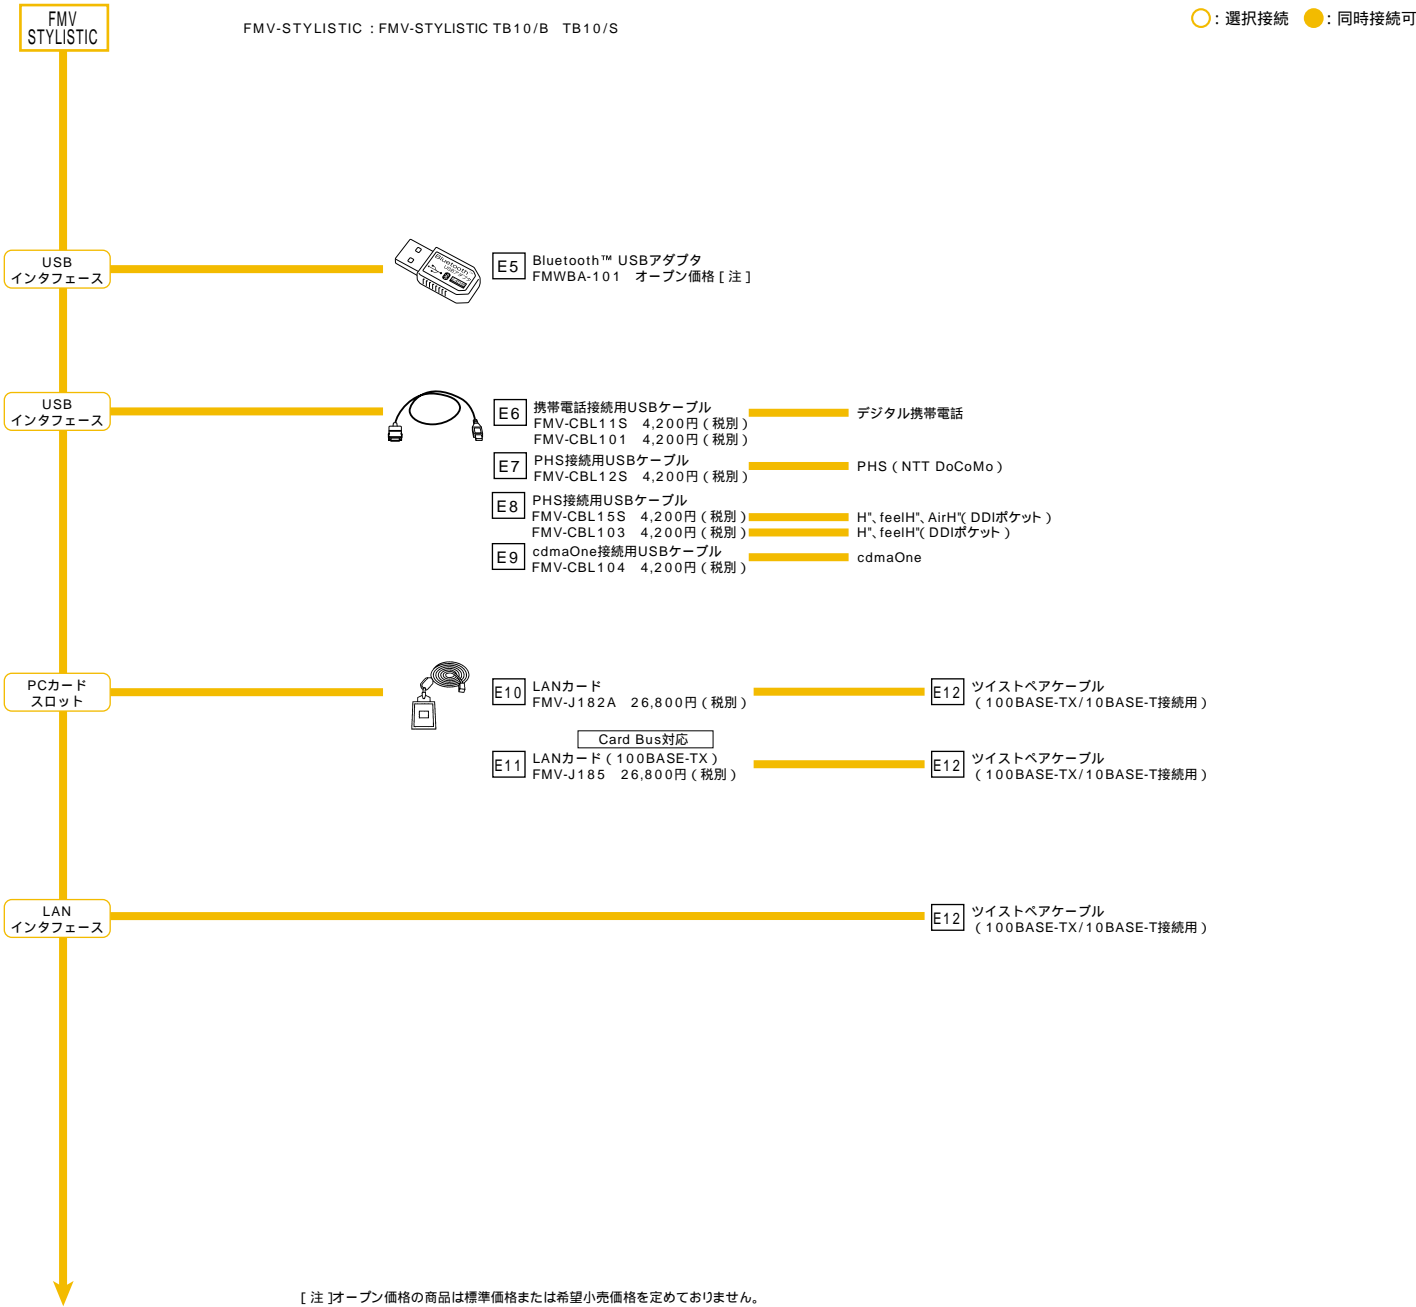 FMV
STYLISTIC
FMV-STYLISTIC : FMV-STYLISTIC TB10/B　TB10/S
○ : 選択接続　● : 同時接続可
USB
インタフェース
Bluetooth
USBアダプタ
E5
Bluetooth™ USBアダプタ
FMWBA-101　オープン価格 [ 注 ]
USB
インタフェース
E6
携帯電話接続用USBケーブル
FMV-CBL11S　4,200円 ( 税別 )
FMV-CBL101　4,200円 ( 税別 )
デジタル携帯電話
E7
PHS接続用USBケーブル
FMV-CBL12S　4,200円 ( 税別 )
PHS ( NTT DoCoMo )
E8
PHS接続用USBケーブル
FMV-CBL15S　4,200円 ( 税別 )
H"、feelH"、AirH"( DDIポケット )
FMV-CBL103　4,200円 ( 税別 )
H"、feelH"( DDIポケット )
E9
cdmaOne接続用USBケーブル
FMV-CBL104　4,200円 ( 税別 )
cdmaOne
PCカード
スロット
E10
LANカード
FMV-J182A　26,800円 ( 税別 )
E12
ツイストペアケーブル
( 100BASE-TX/10BASE-T接続用 )
Card Bus対応
E11
LANカード ( 100BASE-TX )
FMV-J185　26,800円 ( 税別 )
E12
ツイストペアケーブル
( 100BASE-TX/10BASE-T接続用 )
LAN
インタフェース
E12
ツイストペアケーブル
( 100BASE-TX/10BASE-T接続用 )
[ 注 ]オープン価格の商品は標準価格または希望小売価格を定めておりません。